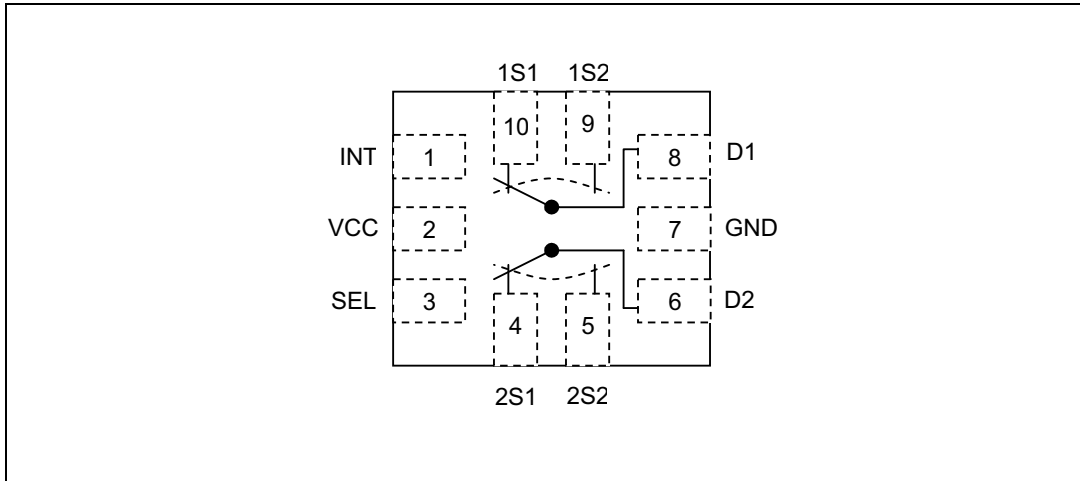 1S1 1S2
10 9
INT 1 8 D1
VCC 2 7 GND
SEL 3 6 D2
4 5
2S1 2S2